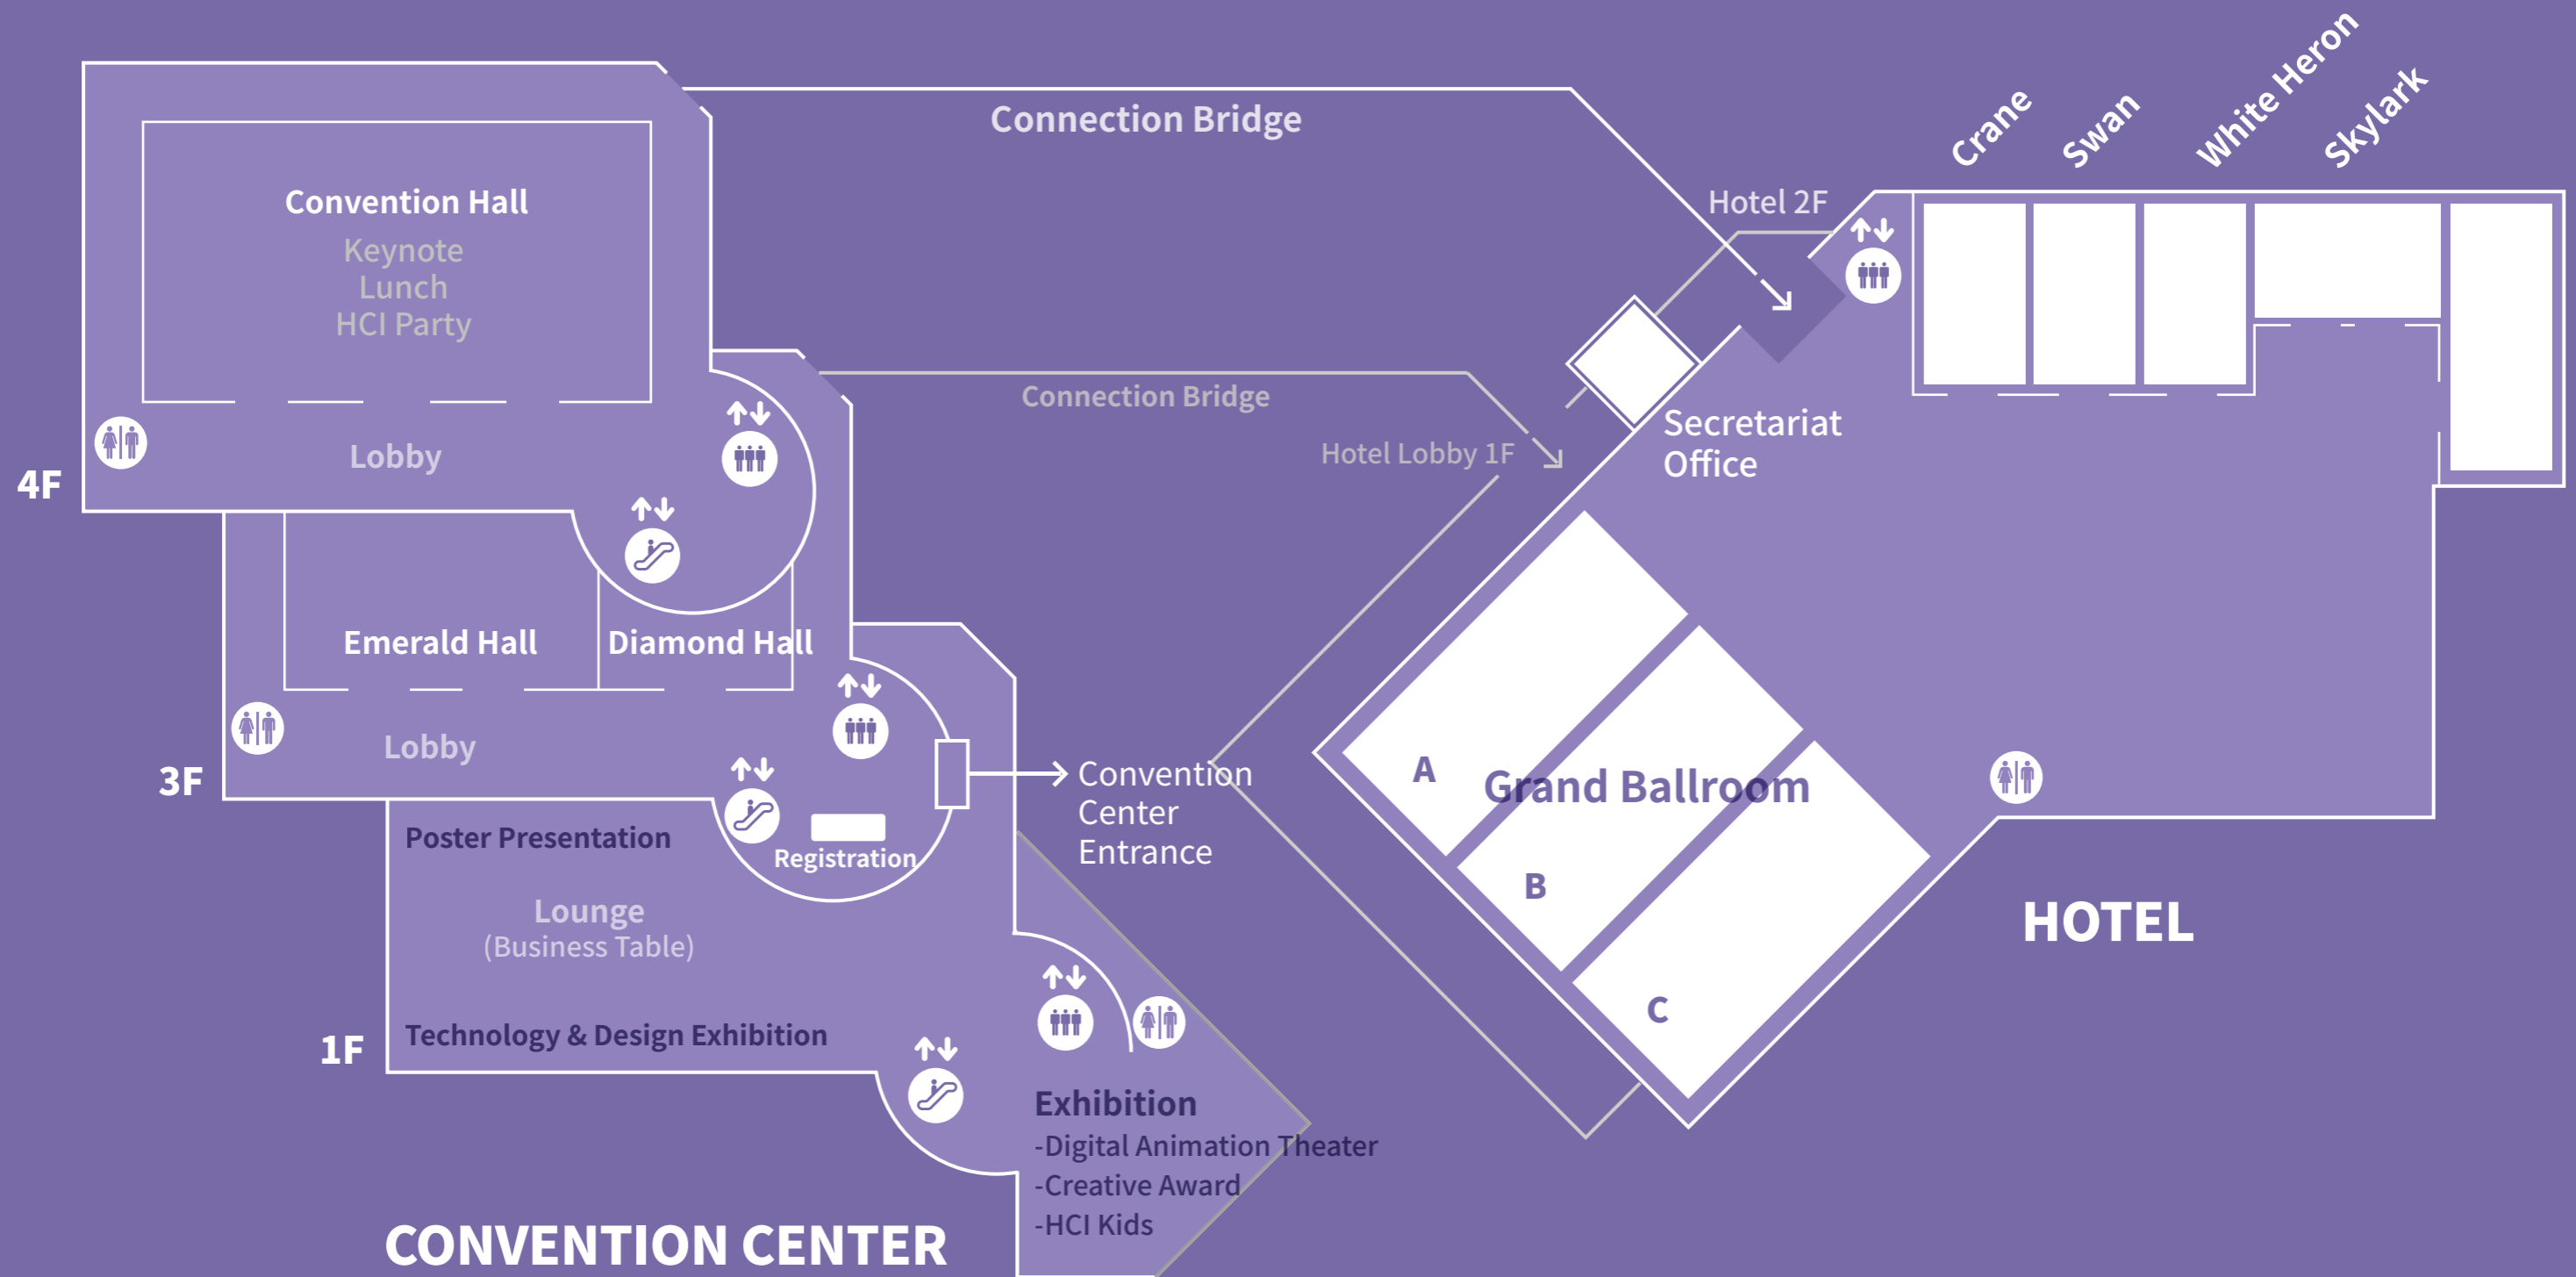 Connection Bridge
Crane
Swan
White Heron
Skylark
Convention Hall
Keynote
Lunch
HCI Party
Hotel 2F
Connection Bridge
Hotel Lobby 1F
Secretariat
Office
Lobby
4F
Emerald Hall
Diamond Hall
Lobby
3F
Convention
Center
Entrance
A
Grand Ballroom
B
C
Poster Presentation
Registration
Lounge
(Business Table)
HOTEL
Technology & Design Exhibition
1F
Exhibition
-Digital Animation Theater
-Creative Award
-HCI Kids
CONVENTION CENTER